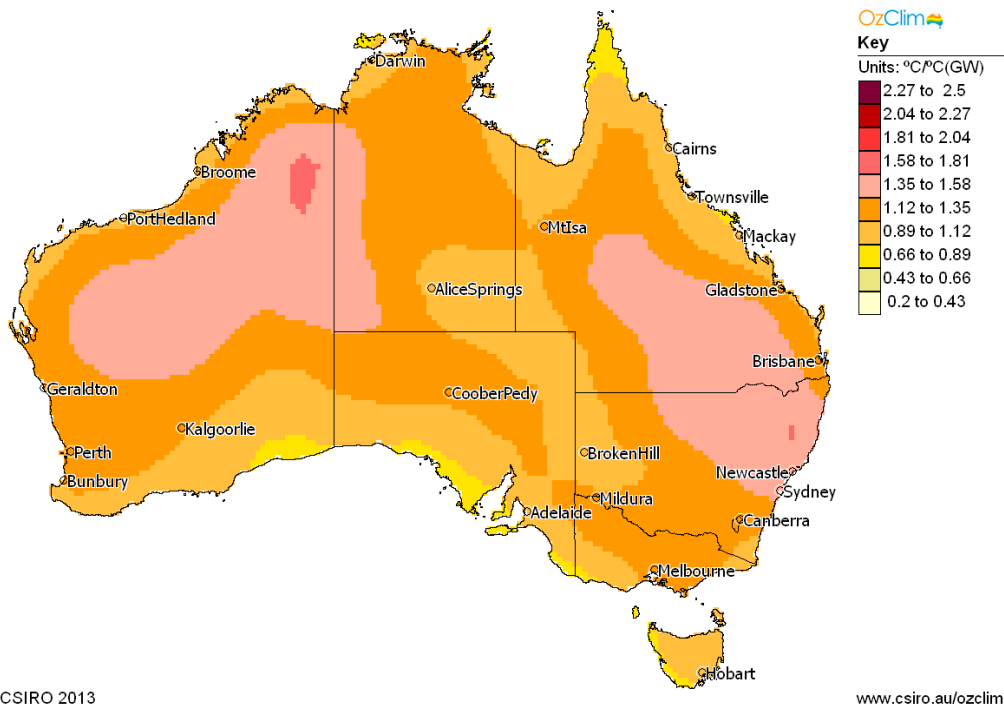 OzClim
Key
Units: ºC/ºC(GW)
2.27 to 2.5
2.04 to 2.27
1.81 to 2.04
1.58 to 1.81
1.35 to 1.58
1.12 to 1.35
0.89 to 1.12
0.66 to 0.89
0.43 to 0.66
0.2 to 0.43
Darwin
Cairns
Broome
Townsville
PortHedland
MtIsa
Mackay
AliceSprings
Gladstone
Brisbane
Geraldton
CooberPedy
Kalgoorlie
Perth
BrokenHill
Newcastle
Bunbury
Sydney
Mildura
Adelaide
Canberra
Melbourne
Hobart
CSIRO 2013
www.csiro.au/ozclim